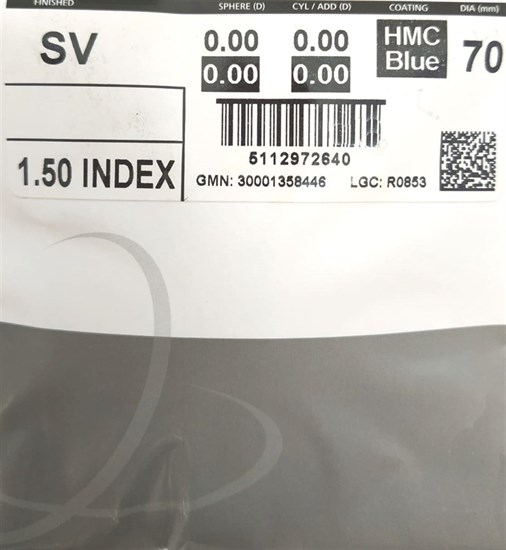 FINISHED SPHERE (D) CYL / ADD (D) COATING DIA (mm)
SV 0.00 0.00 HMC Blue 70
0.00 0.00
5112972640
1.50 INDEX GMN: 30001358446 LGC: R0853